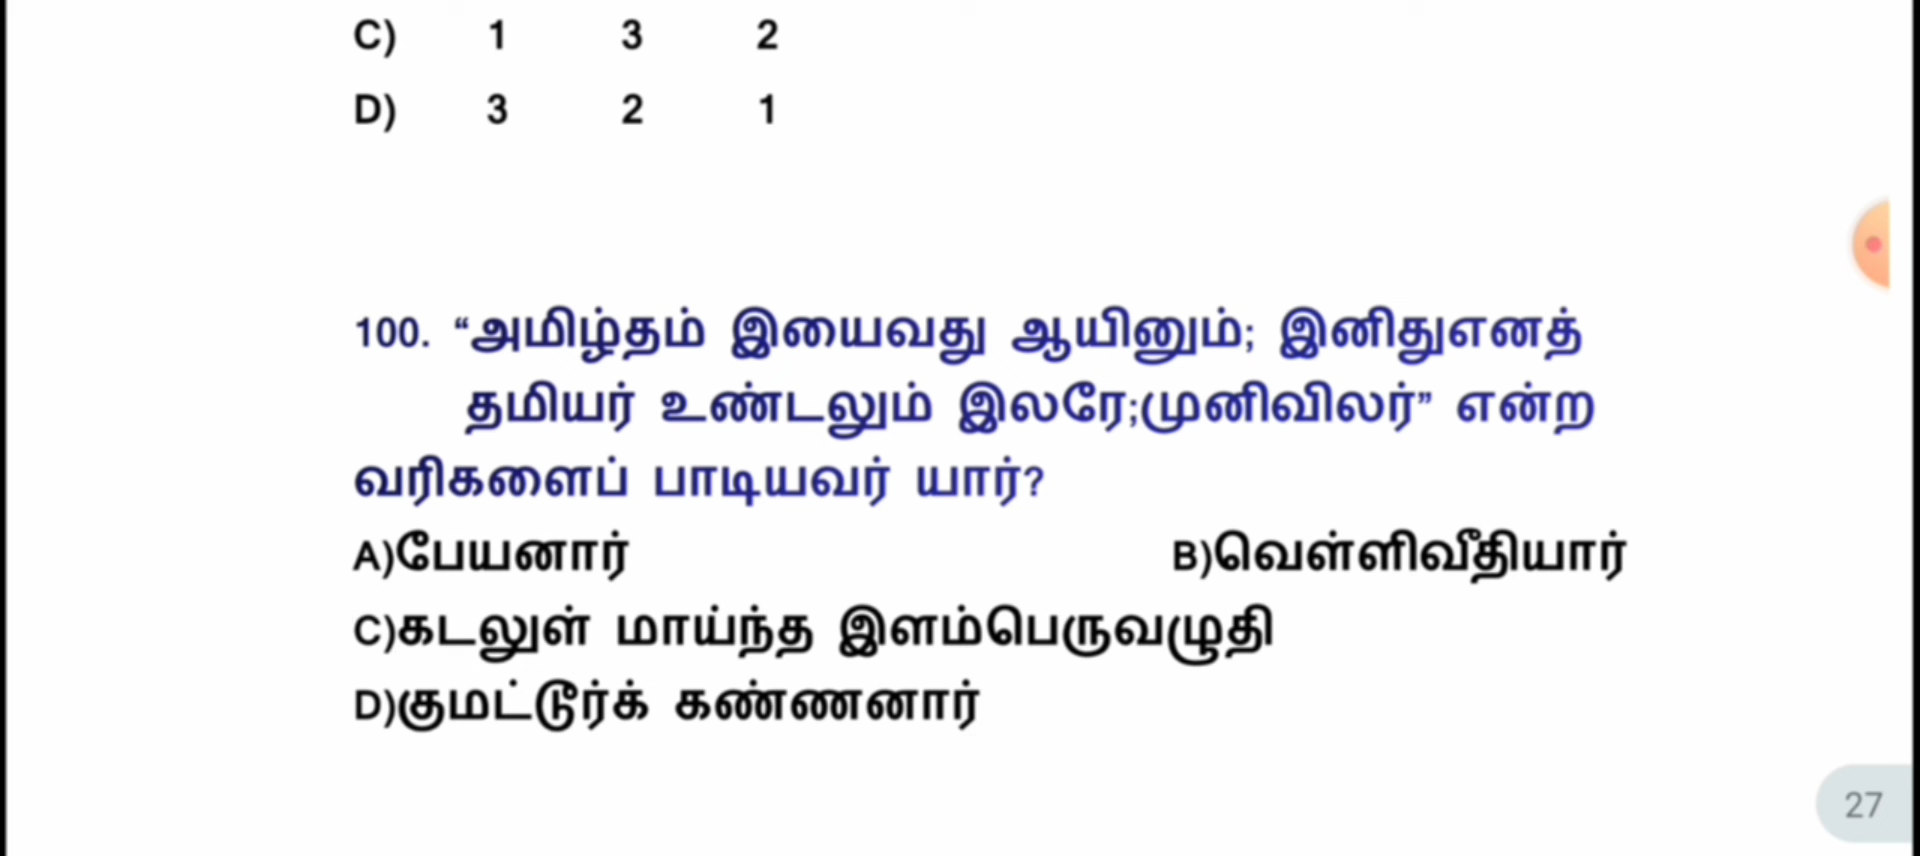 C) 1 3 2
D) 3 2 1
100. “அமிழ்தம் இயைவது ஆயினும்; இனிதுஎனத்
தமியர் உண்டலும் இலரே;முனிவிலர்” என்ற
வரிகளைப் பாடியவர் யார்?
A)பேயனார் B)வெள்ளிவீதியார்
C)கடலுள் மாய்ந்த இளம்பெருவழுதி
D)குமட்டூர்க் கண்ணனார்
27